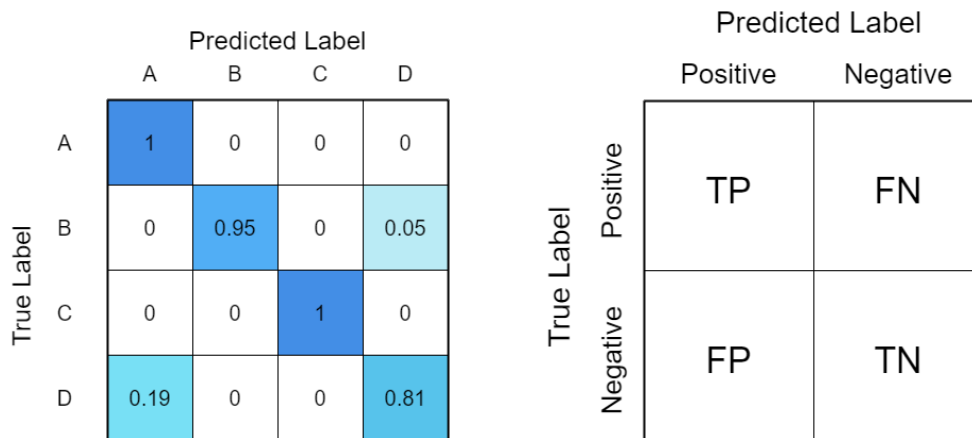 Predicted Label
A B C D
A 1 0 0 0
B 0 0.95 0 0.05
C 0 0 1 0
D 0.19 0 0 0.81
True Label
Predicted Label
Positive Negative
Positive TP FN
Negative FP TN
True Label